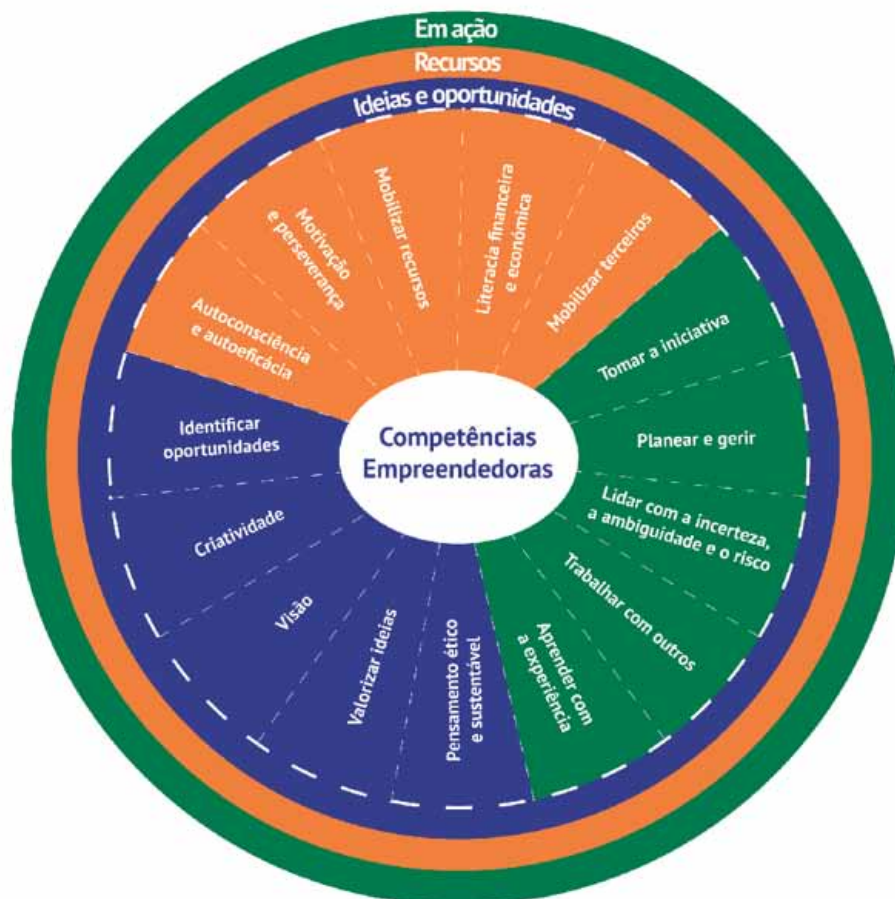 Em ação
Recursos
Ideias e oportunidades
Autoconsciência
e autoeficácia
Motivação
e perseverança
Mobilizar recursos
Literacia financeira
e económica
Mobilizar terceiros
Tomar a iniciativa
Planear e gerir
Lidar com a incerteza,
a ambiguidade e o risco
Trabalhar com outros
Aprender com
a experiência
Pensamento ético
e sustentável
Valorizar ideias
Visão
Criatividade
Identificar
oportunidades
Competências
Empreendedoras